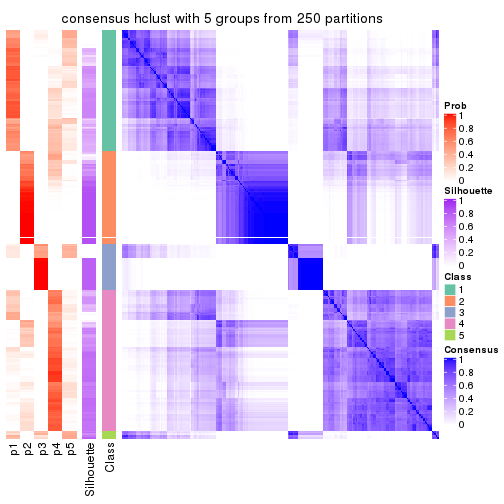 consensus hclust with 5 groups from 250 partitions
p1
p2
p3
p4
p5
Silhouette
Class
Prob
1
0.8
0.6
0.4
0.2
0
Silhouette
1
0.8
0.6
0.4
0.2
0
Class
1
2
3
4
5
Consensus
1
0.8
0.6
0.4
0.2
0